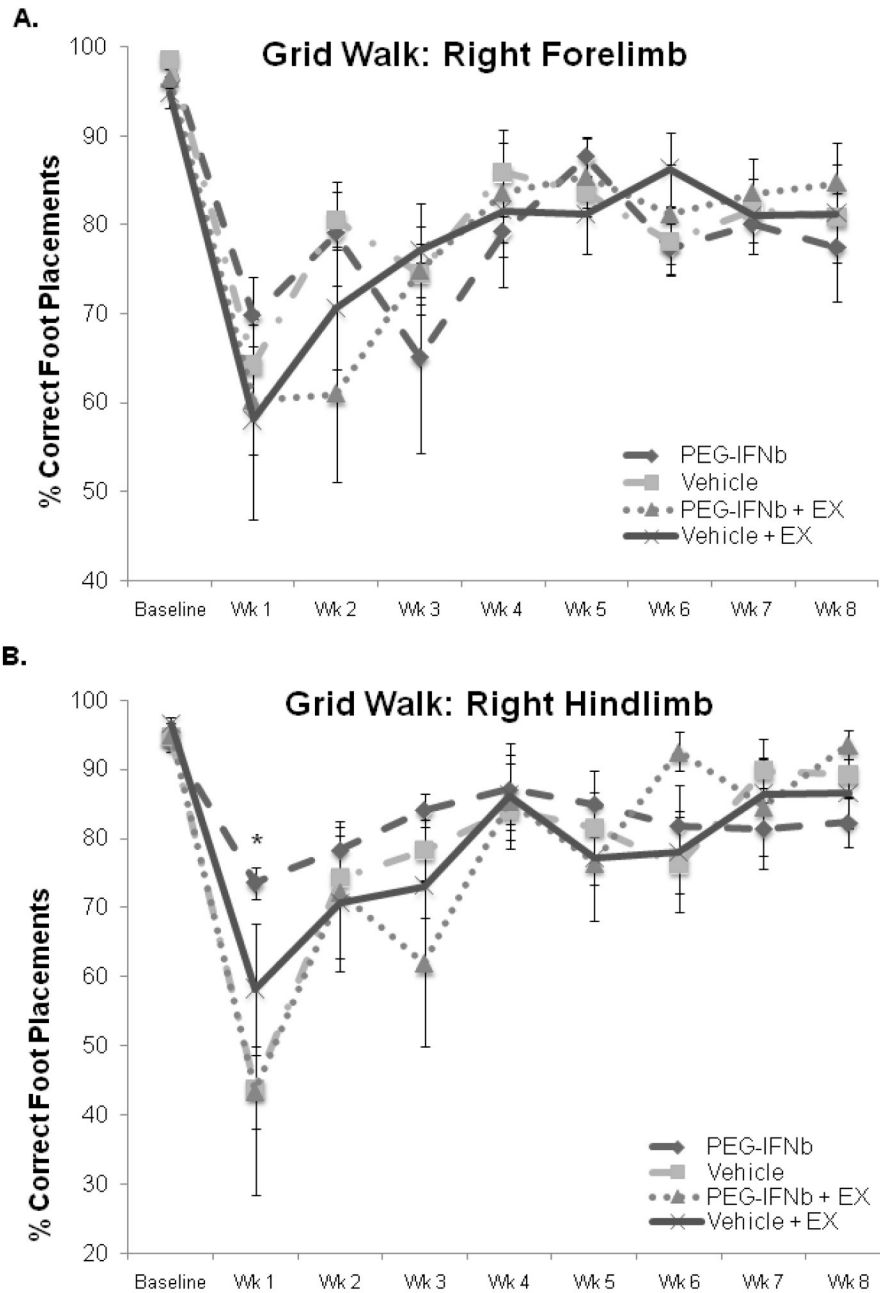 A.
Grid Walk: Right Forelimb
% Correct Foot Placements
100
90
80
70
60
50
40
PEG-IFNb
Vehicle
PEG-IFNb + EX
Vehicle + EX
Baseline Wk 1 Wk 2 Wk 3 Wk 4 Wk 5 Wk 6 Wk 7 Wk 8
B.
Grid Walk: Right Hindlimb
% Correct Foot Placements
100
90
80
70
60
50
40
30
20
*
PEG-IFNb
Vehicle
PEG-IFNb + EX
Vehicle + EX
Baseline Wk 1 Wk 2 Wk 3 Wk 4 Wk 5 Wk 6 Wk 7 Wk 8